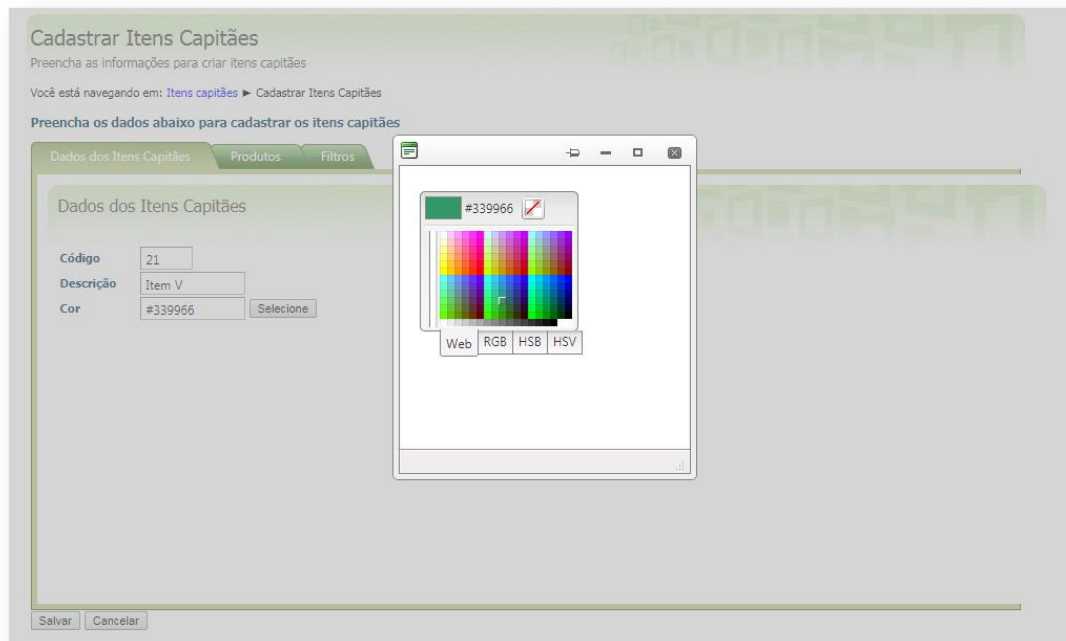 Cadastrar Itens Capitães
Preencha as informações para criar itens capitães
Você está navegando em: Itens capitães ► Cadastrar Itens Capitães
Preencha os dados abaixo para cadastrar os itens capitães
Dados dos Itens Capitães Produtos Filtros
Dados dos Itens Capitães
Código 21
Descrição Item V
Cor #339966 Selecione
#339966
Web RGB HSB HSV
Salvar Cancelar